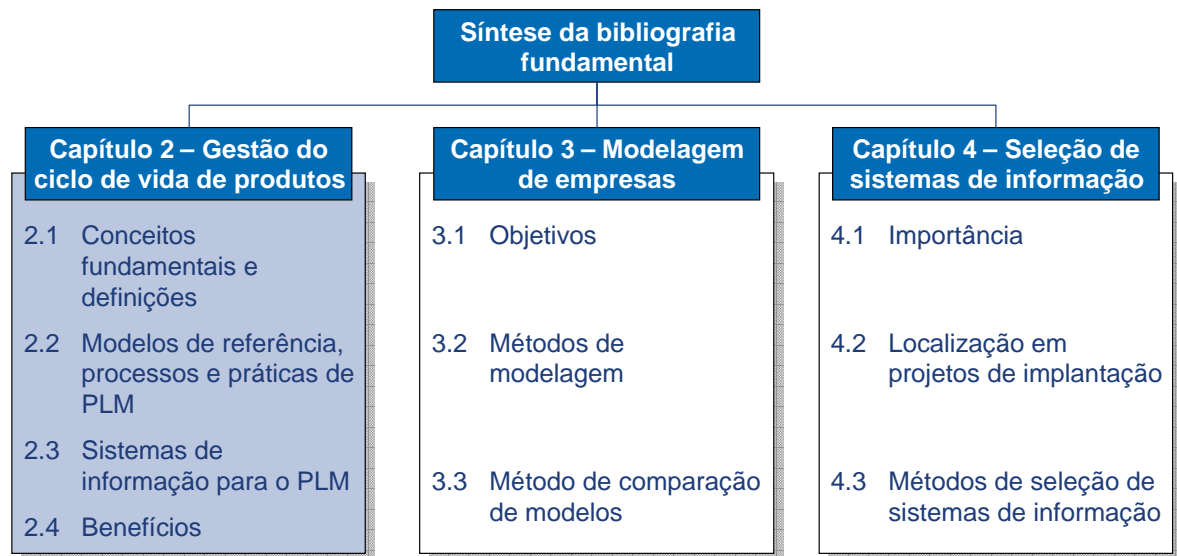 Síntese da bibliografia
fundamental
Capítulo 2 – Gestão do
ciclo de vida de produtos
2.1 Conceitos
fundamentais e
definições
2.2 Modelos de referência,
processos e práticas de
PLM
2.3 Sistemas de
informação para o PLM
2.4 Benefícios
Capítulo 3 – Modelagem
de empresas
3.1 Objetivos
3.2 Métodos de
modelagem
3.3 Método de comparação
de modelos
Capítulo 4 – Seleção de
sistemas de informação
4.1 Importância
4.2 Localização em
projetos de implantação
4.3 Métodos de seleção de
sistemas de informação